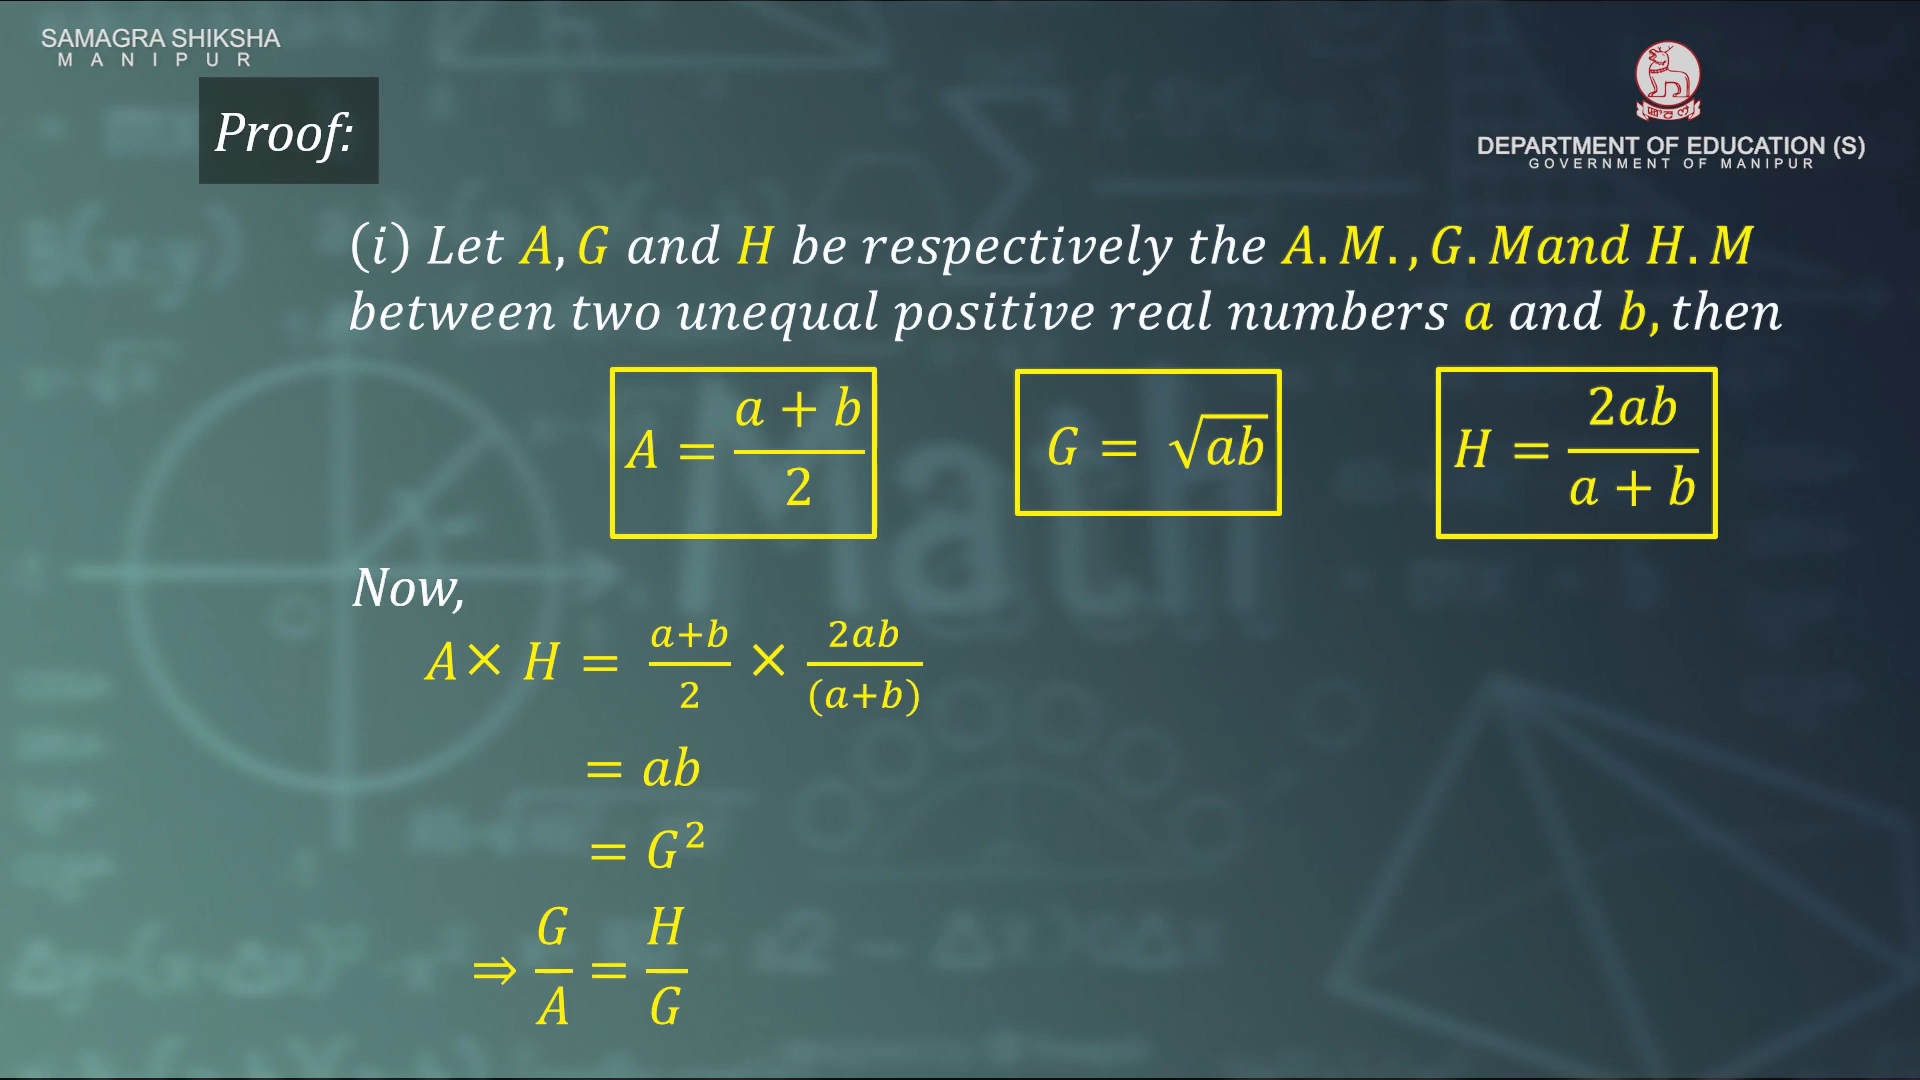 SAMAGRA SHIKSHA
MANIPUR
DEPARTMENT OF EDUCATION (S)
GOVERNMENT OF MANIPUR
Proof:
(i) Let A, G and H be respectively the A.M., G.Mand H.M
between two unequal positive real numbers a and b, then
A = (a + b)/2
G = √ab
H = 2ab/(a + b)
Now,
A × H = (a+b)/2 × 2ab/(a+b)
= ab
= G²
⇒ G/A = H/G